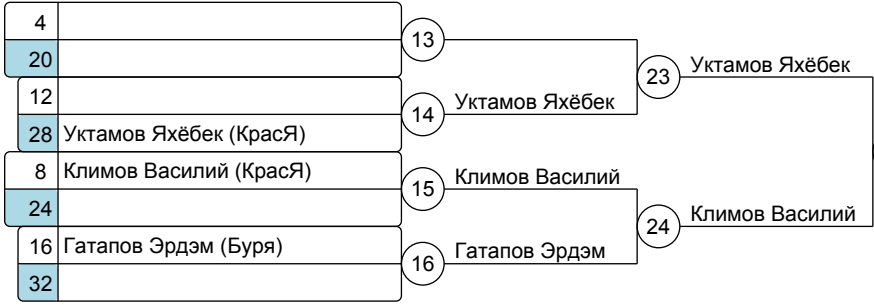 4
13
20
Уктамов Яхёбек
23
12
Уктамов Яхёбек
14
28 Уктамов Яхёбек (КрасЯ)
8 Климов Василий (КрасЯ)
Климов Василий
15
24
Климов Василий
24
16 Гатапов Эрдэм (Буря)
Гатапов Эрдэм
16
32